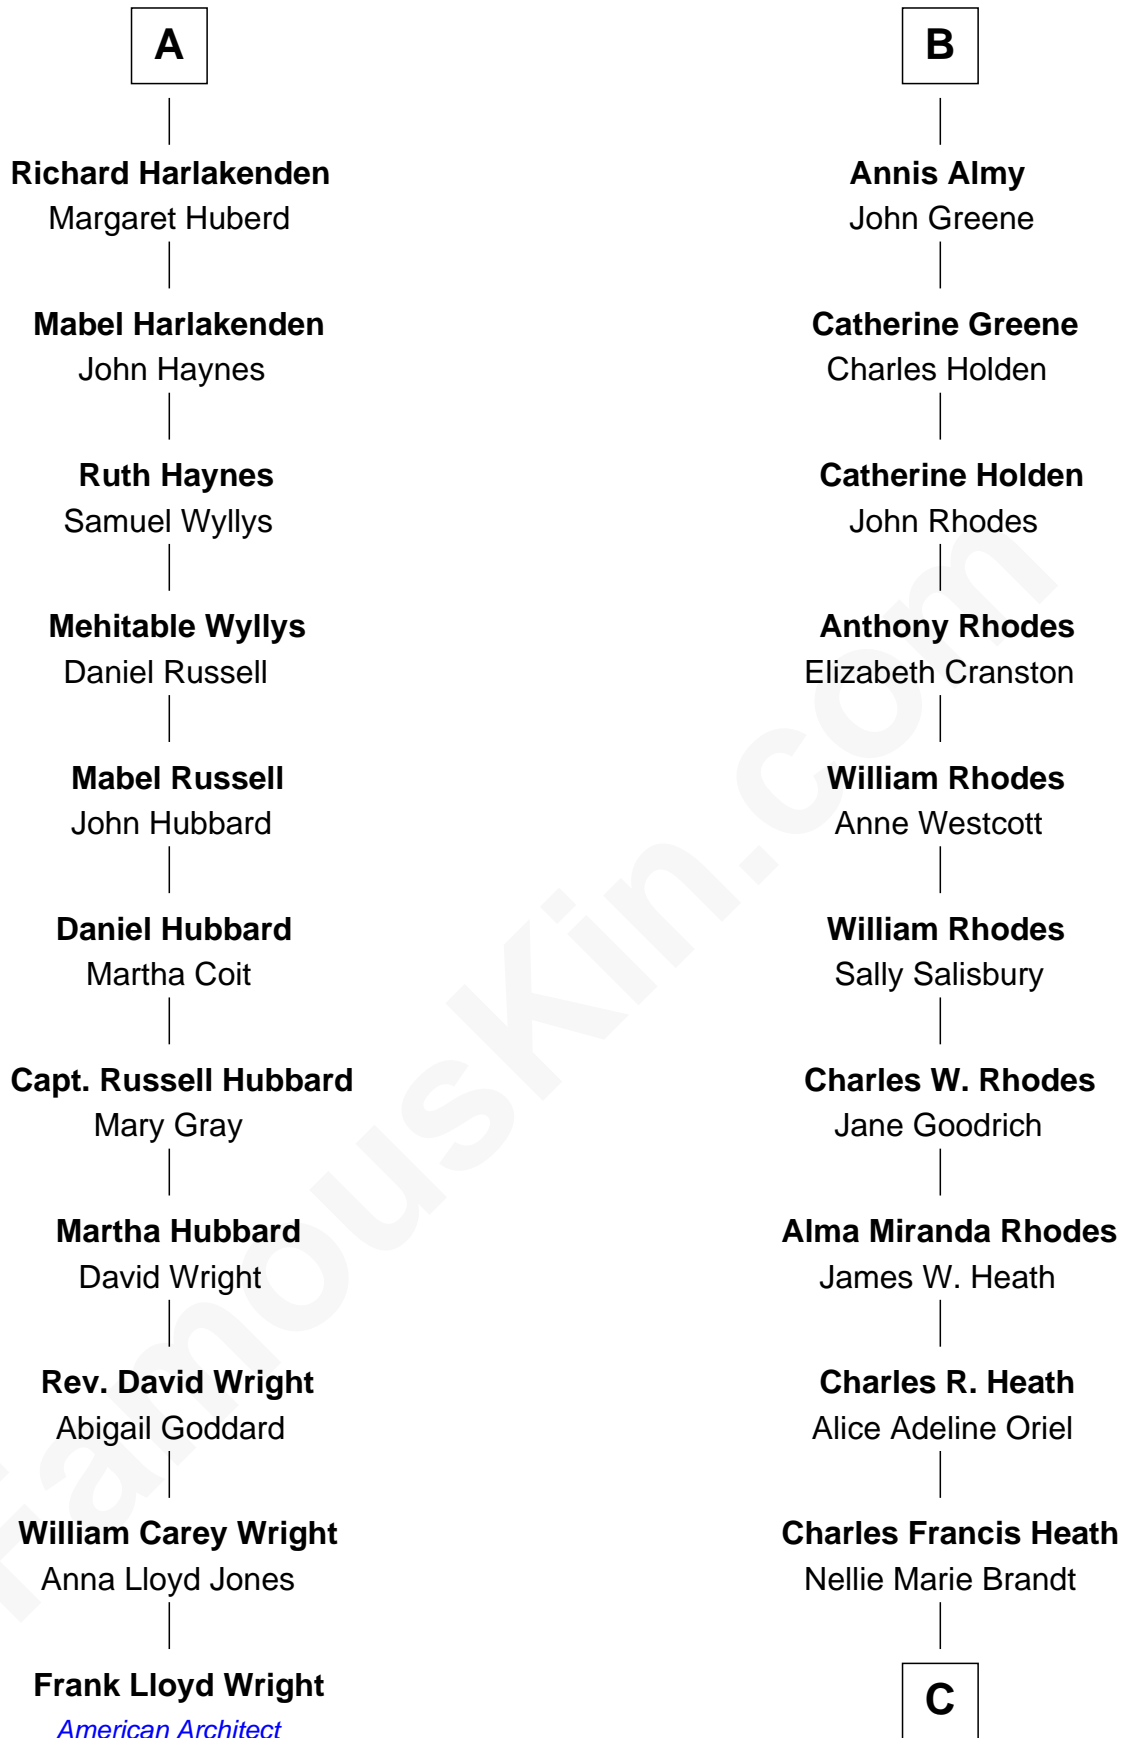 A
Richard Harlakenden
Margaret Huberd
Mabel Harlakenden
John Haynes
Ruth Haynes
Samuel Wyllys
Mehitable Wyllys
Daniel Russell
Mabel Russell
John Hubbard
Daniel Hubbard
Martha Coit
Capt. Russell Hubbard
Mary Gray
Martha Hubbard
David Wright
Rev. David Wright
Abigail Goddard
William Carey Wright
Anna Lloyd Jones
Frank Lloyd Wright
American Architect
B
Annis Almy
John Greene
Catherine Greene
Charles Holden
Catherine Holden
John Rhodes
Anthony Rhodes
Elizabeth Cranston
William Rhodes
Anne Westcott
William Rhodes
Sally Salisbury
Charles W. Rhodes
Jane Goodrich
Alma Miranda Rhodes
James W. Heath
Charles R. Heath
Alice Adeline Oriel
Charles Francis Heath
Nellie Marie Brandt
C
FamousKin.com